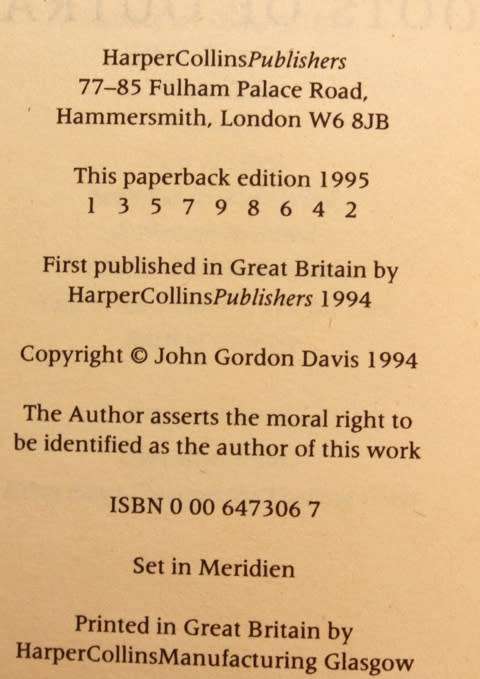 HarperCollinsPublishers
77–85 Fulham Palace Road,
Hammersmith, London W6 8JB
This paperback edition 1995
1 3 5 7 9 8 6 4 2
First published in Great Britain by
HarperCollinsPublishers 1994
Copyright © John Gordon Davis 1994
The Author asserts the moral right to
be identified as the author of this work
ISBN 0 00 647306 7
Set in Meridien
Printed in Great Britain by
HarperCollinsManufacturing Glasgow